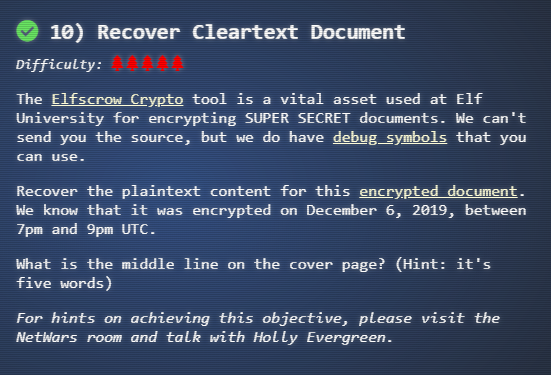 10) Recover Cleartext Document
Difficulty:
The Elfscrow Crypto tool is a vital asset used at Elf
University for encrypting SUPER SECRET documents. We can't
send you the source, but we do have debug symbols that you
can use.
Recover the plaintext content for this encrypted document.
We know that it was encrypted on December 6, 2019, between
7pm and 9pm UTC.
What is the middle line on the cover page? (Hint: it's
five words)
For hints on achieving this objective, please visit the
NetWars room and talk with Holly Evergreen.